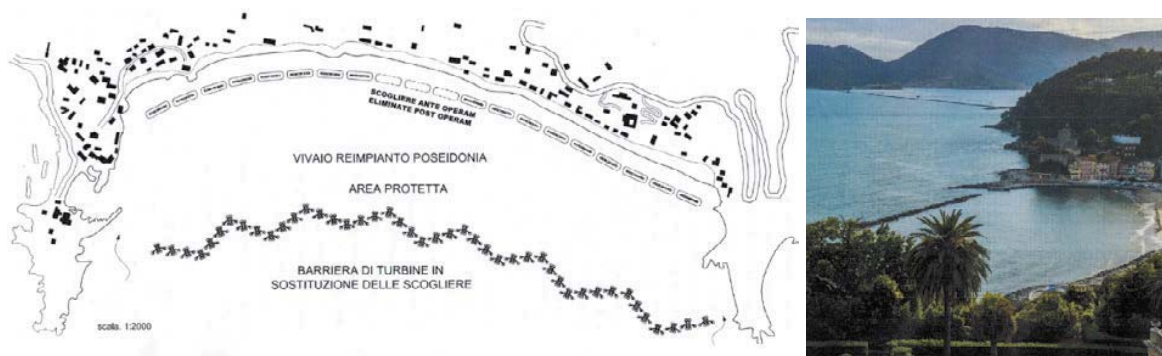 SCOGLIERE ANTE OPERAM
ELIMINATE POST OPERAM
VIVAIO REIMPIANTO POSEIDONIA
AREA PROTETTA
BARRIERA DI TURBINE IN
SOSTITUZIONE DELLE SCOGLIERE
scala. 1:2000